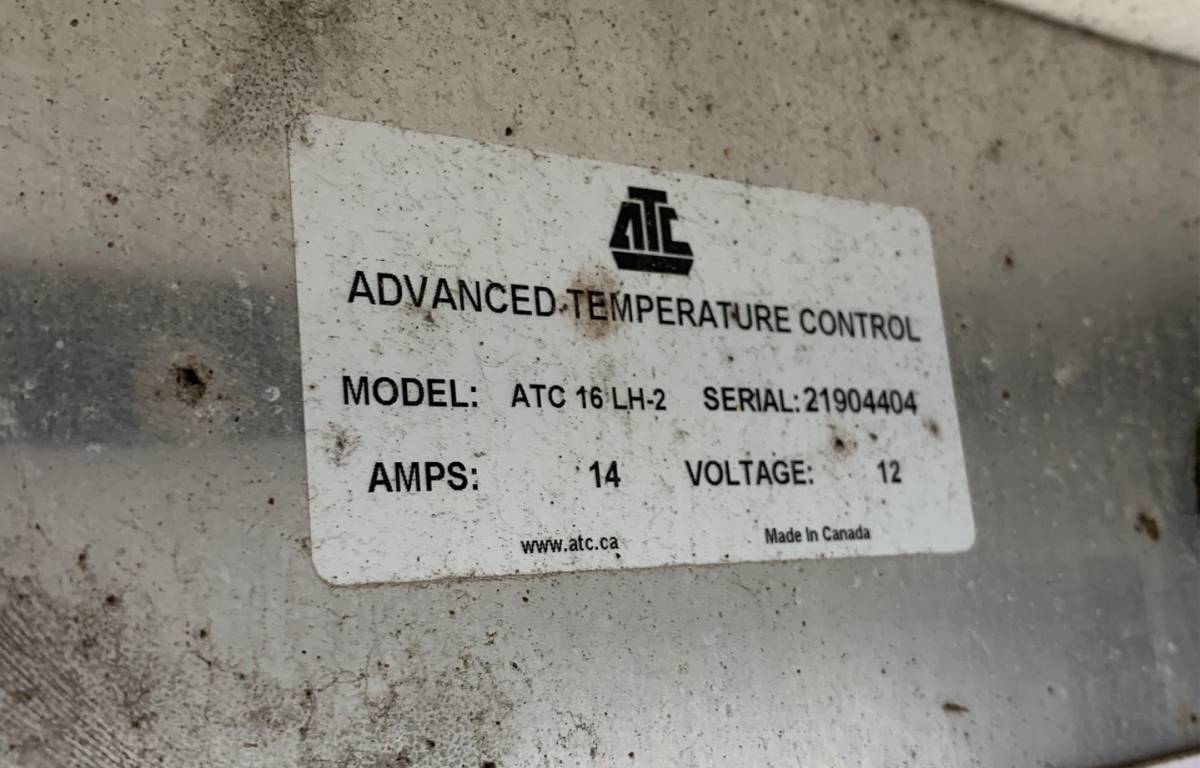 ATC
ADVANCED TEMPERATURE CONTROL
MODEL: ATC 16 LH-2 SERIAL: 21904404
AMPS: 14 VOLTAGE: 12
www.atc.ca Made In Canada